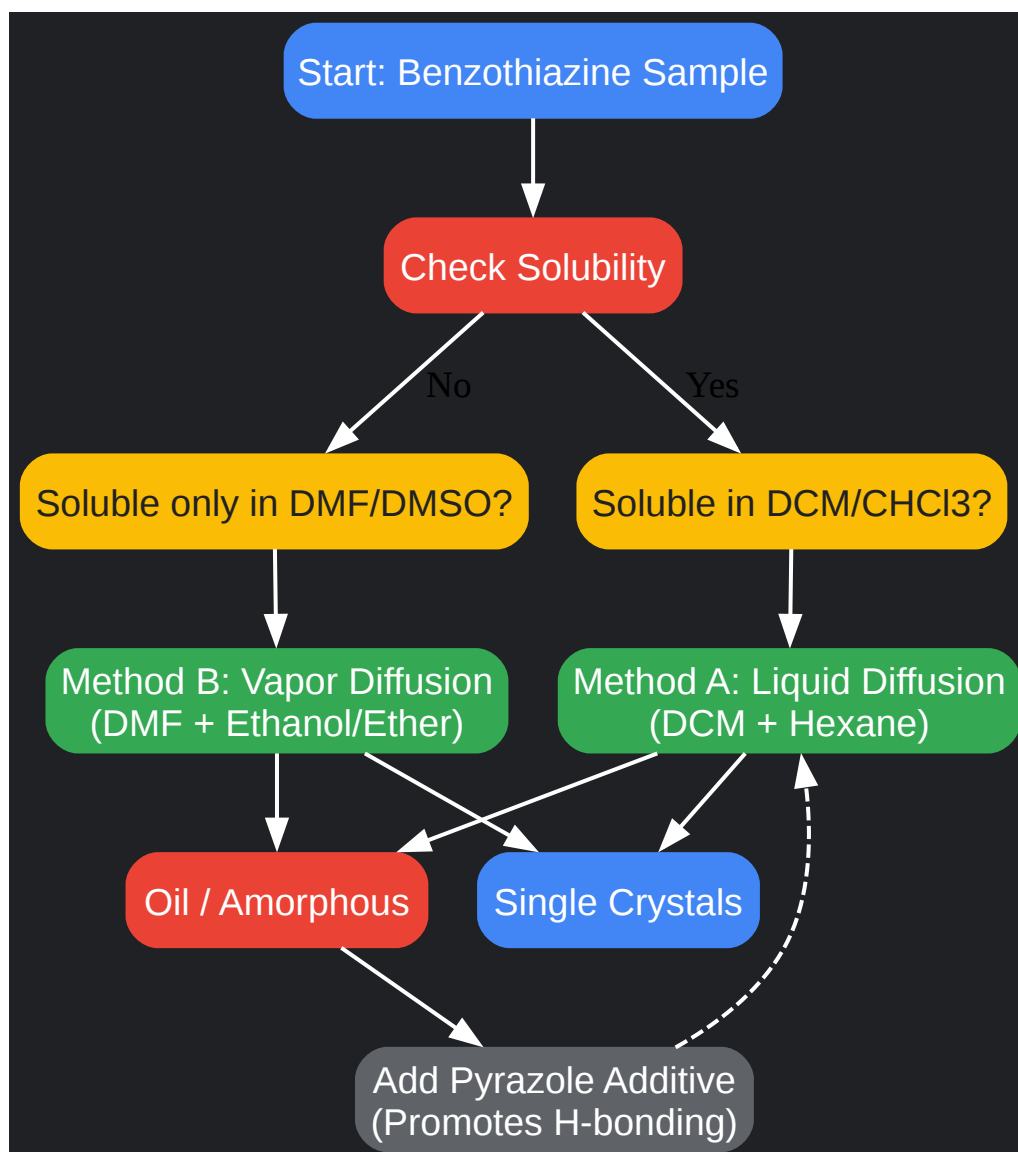 Start: Benzothiazine Sample
Check Solubility
No
Yes
Soluble only in DMF/DMSO?
Soluble in DCM/CHCl3?
Method B: Vapor Diffusion
(DMF + Ethanol/Ether)
Method A: Liquid Diffusion
(DCM + Hexane)
Oil / Amorphous
Single Crystals
Add Pyrazole Additive
(Promotes H-bonding)